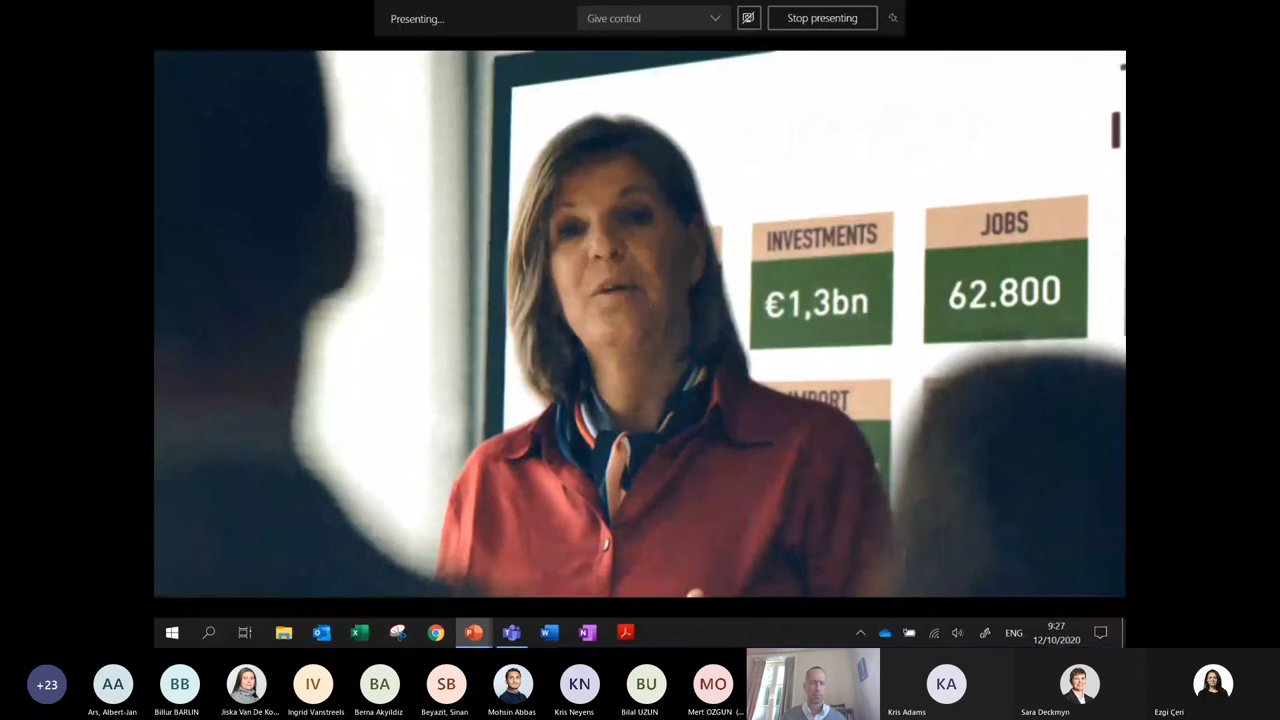 Presenting...
Give control
Stop presenting
INVESTMENTS
€1,3bn
JOBS
62.800
ENG
9:27
12/10/2020
+23
AA
BB
IV
BA
SB
KN
BU
MO
KA
Ars, Albert-Jan
Billur BARLIN
Jiska Van De Ko...
Ingrid Vanstreels
Berna Akyildiz
Beyazit, Sinan
Mohsin Abbas
Kris Neyens
Bilal UZUN
Mert OZGUN (...
Kris Adams
Sara Deckmyn
Ezgi Çeri